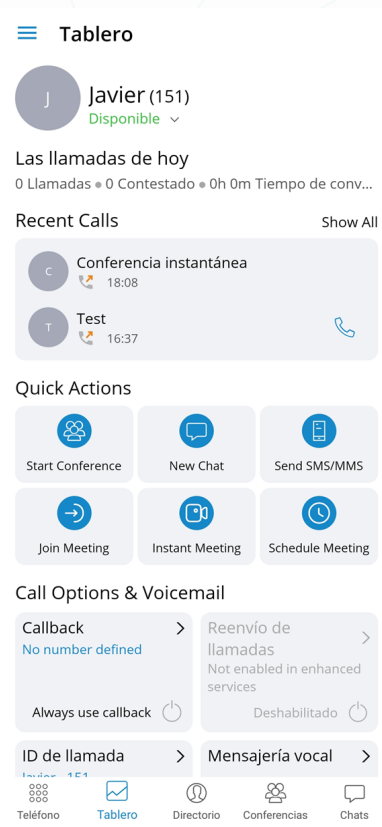 Tablero
J
Javier (151)
Disponible
Las llamadas de hoy
0 Llamadas • 0 Contestado • 0h 0m Tiempo de conv...
Recent Calls
Show All
C
Conferencia instantánea
18:08
T
Test
16:37
Quick Actions
Start Conference
New Chat
Send SMS/MMS
Join Meeting
Instant Meeting
Schedule Meeting
Call Options & Voicemail
Callback
No number defined
Always use callback
Reenvío de
llamadas
Not enabled in enhanced
services
Deshabilitado
ID de llamada
Javier - 151
Mensajería vocal
Teléfono
Tablero
Directorio
Conferencias
Chats